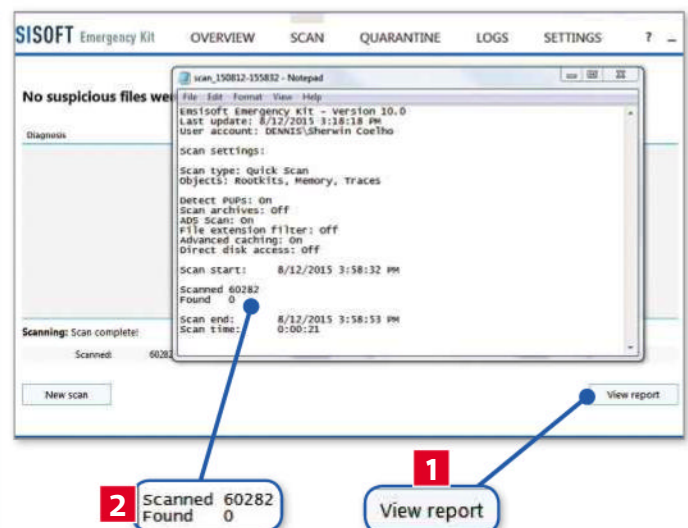 SISOFT Emergency Kit OVERVIEW SCAN QUARANTINE LOGS SETTINGS ? –
No suspicious files wer
Diagnosis
scan_150812-155832 - Notepad
File Edit Format View Help
Emsisoft Emergency Kit - Version 10.0
Last update: 8/12/2015 3:18:18 PM
User account: DENNIS\Sherwin Coelho
Scan settings:
Scan type: Quick Scan
Objects: Rootkits, Memory, Traces
Detect PUPs: On
Scan archives: Off
ADS Scan: On
File extension filter: Off
Advanced caching: On
Direct disk access: Off
Scan start: 8/12/2015 3:58:32 PM
Scanned 60282
Found 0
Scan end: 8/12/2015 3:58:53 PM
Scan time: 0:00:21
Scanning: Scan complete!
Scanned: 60282
New scan
View report
2
Scanned 60282
Found 0
1
View report